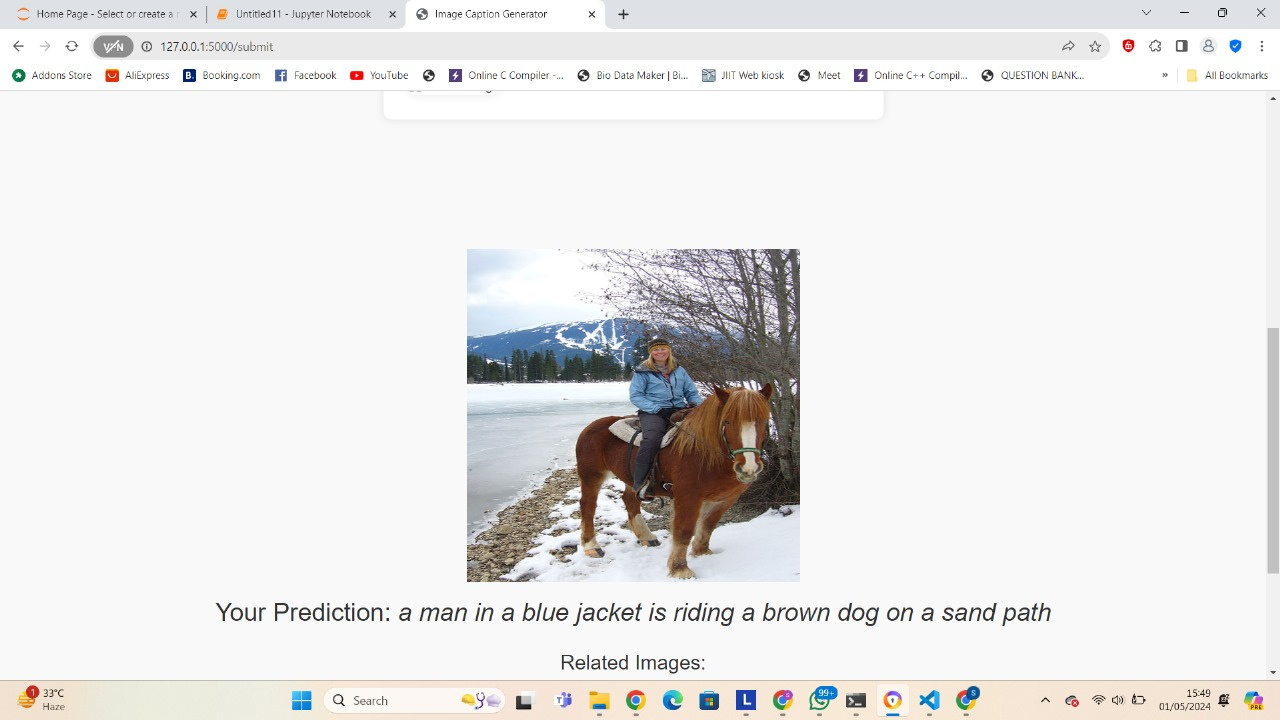 Home Page - Select or create a
Untitled11 - Jupyter Notebook
Image Caption Generator
VPN
127.0.0.1:5000/submit
Addons Store
AliExpress
B.
Booking.com
Facebook
YouTube
Online C Compiler -...
Bio Data Maker | Bi...
JIIT Web kiosk
Meet
Online C++ Compil...
QUESTION BANK...
»
All Bookmarks
Your Prediction: a man in a blue jacket is riding a brown dog on a sand path
Related Images:
1
33°C
Haze
Search
L
S
99+
S
15:49
01/05/2024
PRE